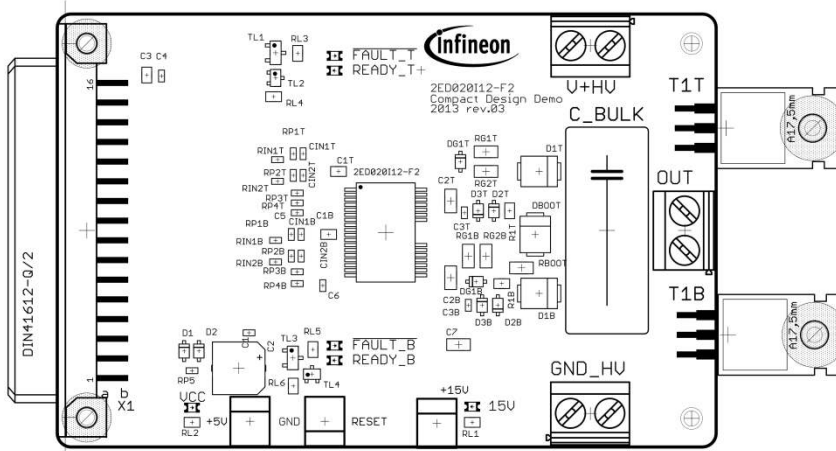 TL1
RL3
FAULT_T
READY_T+
infineon
V+HV
T1T
C3
C4
16
TL2
RL4
2ED020I12-F2
Compact Design Demo
2013 rev.03
C_BULK
A17,5mm
RP1T
CIN1T
RIN1T
RP2T
CIN2T
RIN2T
RP3T
RP4T
C5
C1T
2ED020I12-F2
DG1T
RG1T
RG2T
D1T
C2T
D3T
D2T
C3T
R1T
DBOOT
OUT
RP1B
CIN1B
C1B
RIN1B
RP2B
CIN2B
RIN2B
RP3B
RP4B
C6
RG1B
RG2B
RBOOT
DG1B
C2B
C3B
D3B
D2B
R1B
D1B
T1B
A17,5mm
DIN41612-Q/2
D1
D2
C1
C2
TL3
RL5
FAULT_B
READY_B
C7
GND_HV
RP5
RL6
TL4
1
a b
X1
VCC
RL2
+5V
GND
RESET
+15V
15V
RL1